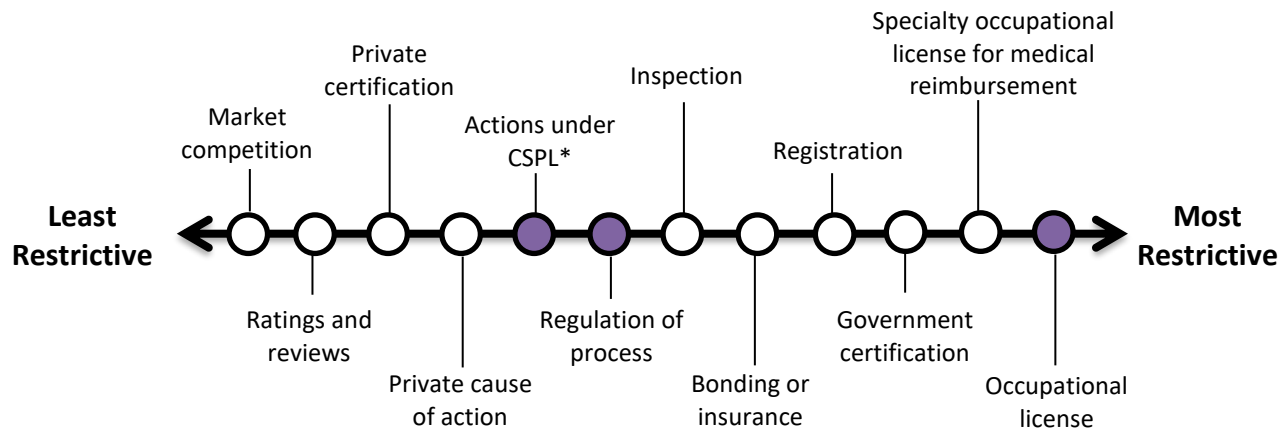 Least
Restrictive
Market
competition
Ratings and
reviews
Private
certification
Private cause
of action
Actions under
CSPL*
Regulation of
process
Inspection
Bonding or
insurance
Registration
Government
certification
Specialty occupational
license for medical
reimbursement
Occupational
license
Most
Restrictive